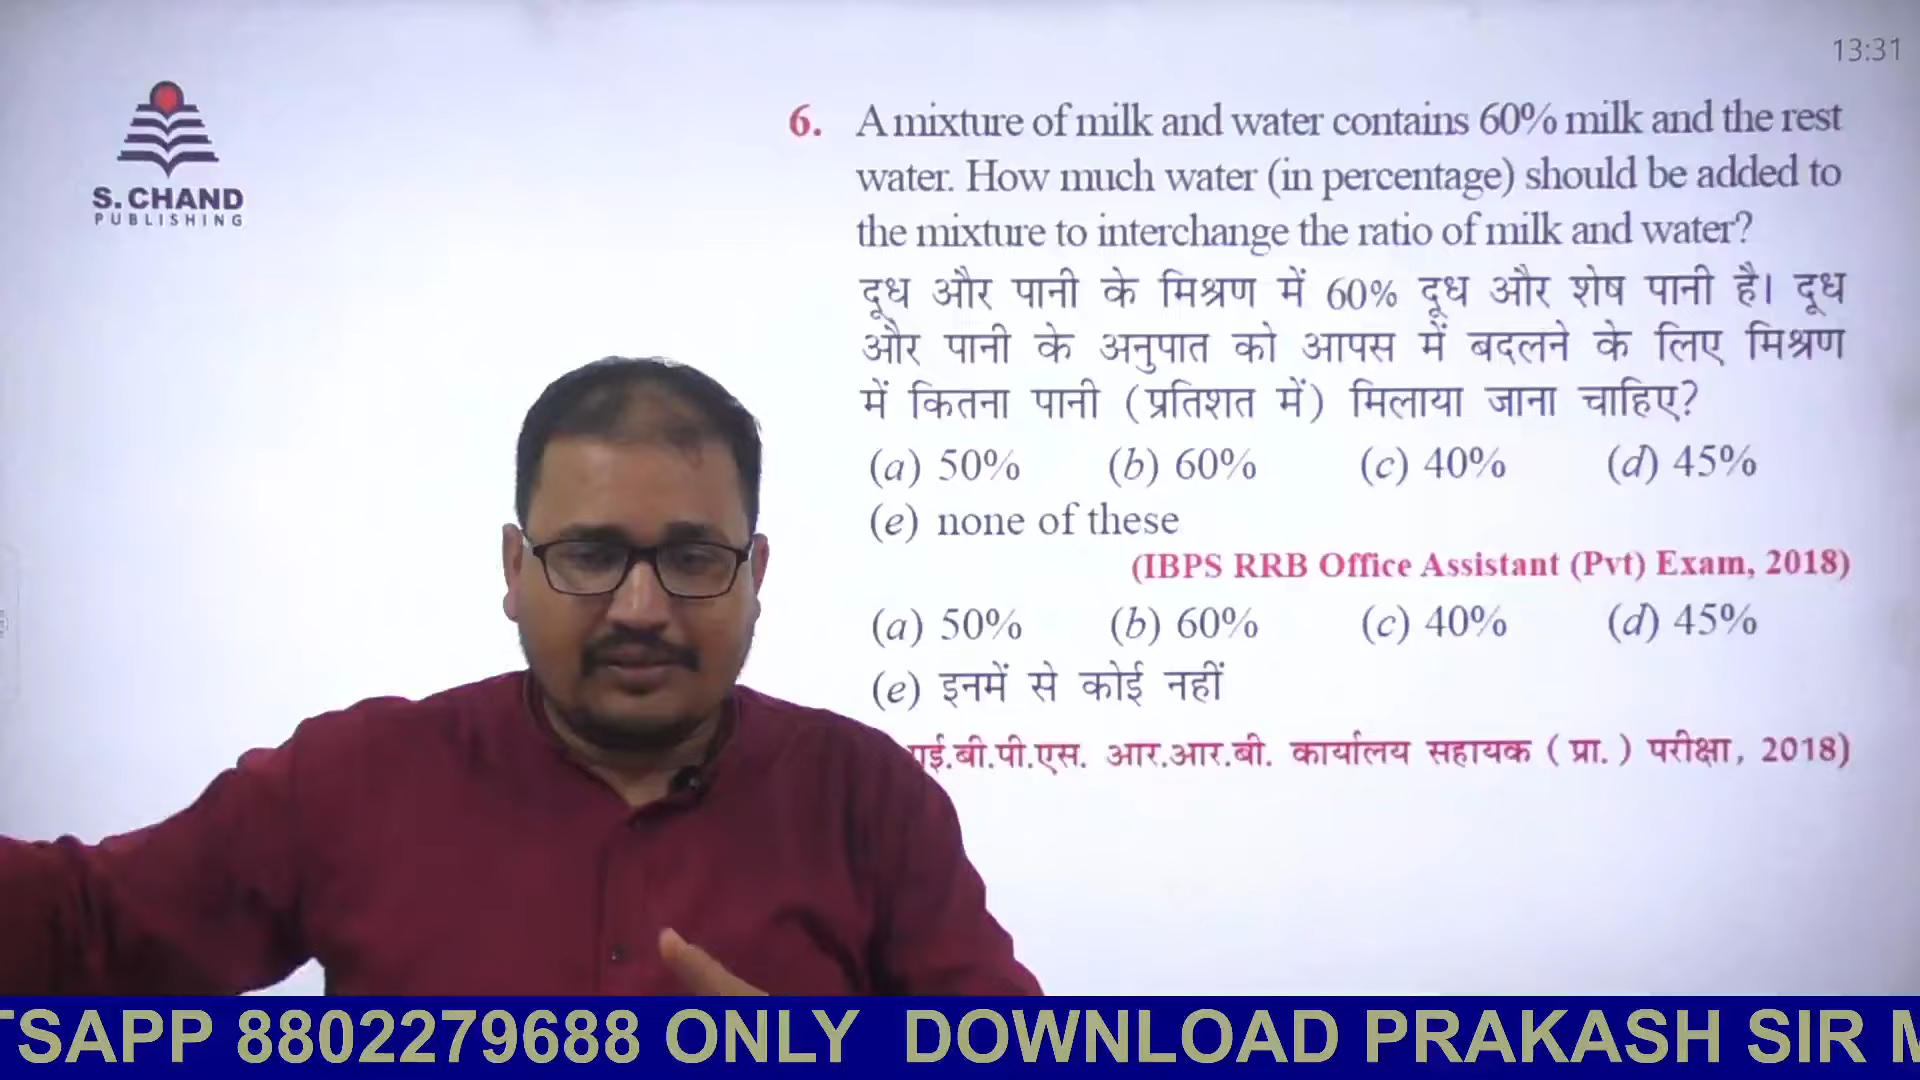 13:31
S. CHAND
PUBLISHING
6. A mixture of milk and water contains 60% milk and the rest
water. How much water (in percentage) should be added to
the mixture to interchange the ratio of milk and water?
दूध और पानी के मिश्रण में 60% दूध और शेष पानी है। दूध
और पानी के अनुपात को आपस में बदलने के लिए मिश्रण
में कितना पानी (प्रतिशत में) मिलाया जाना चाहिए?
(a) 50% (b) 60% (c) 40% (d) 45%
(e) none of these
(IBPS RRB Office Assistant (Pvt) Exam, 2018)
(a) 50% (b) 60% (c) 40% (d) 45%
(e) इनमें से कोई नहीं
.बी.पी.एस. आर.आर.बी. कार्यालय सहायक ( प्रा. ) परीक्षा, 2018)
TSAPP 8802279688 ONLY DOWNLOAD PRAKASH SIR M